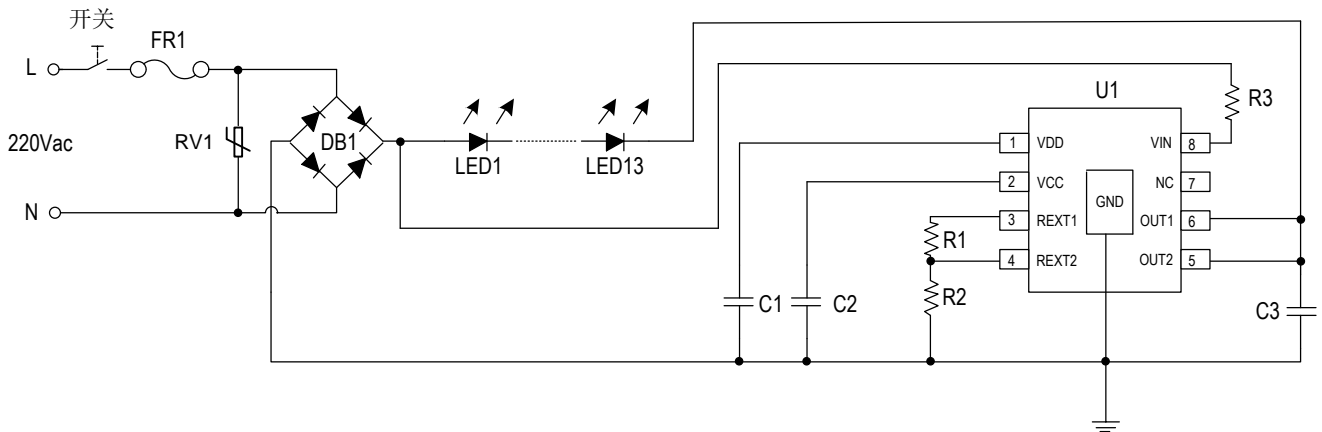 开关
FR1
L
220Vac
N
RV1
DB1
LED1
LED13
U1
R3
1 VDD
VIN 8
2 VCC
NC 7
GND
3 REXT1
OUT1 6
4 REXT2
OUT2 5
R1
R2
C1
C2
C3